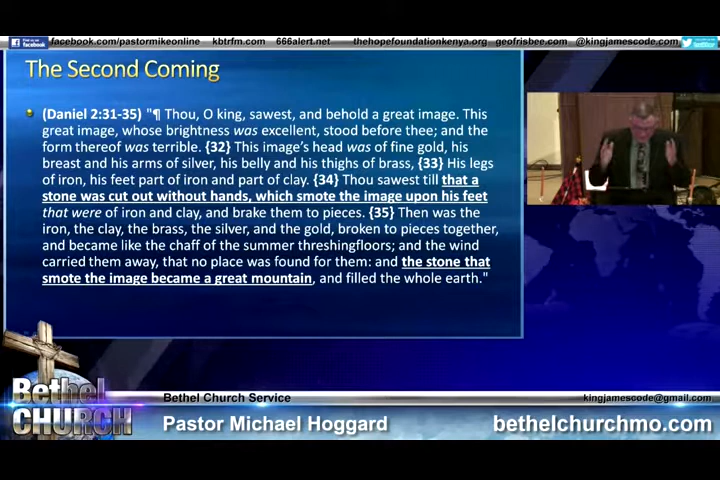 Find us on
facebook
facebook.com/pastormikeonline kbtrfm.com 666alert.net thehopefoundationkenya.org geofrisbee.com @kingjamescode.com
twitter
The Second Coming
(Daniel 2:31-35) "¶ Thou, O king, sawest, and behold a great image. This
great image, whose brightness was excellent, stood before thee; and the
form thereof was terrible. {32} This image's head was of fine gold, his
breast and his arms of silver, his belly and his thighs of brass, {33} His legs
of iron, his feet part of iron and part of clay. {34} Thou sawest till that a
stone was cut out without hands, which smote the image upon his feet
that were of iron and clay, and brake them to pieces. {35} Then was the
iron, the clay, the brass, the silver, and the gold, broken to pieces together,
and became like the chaff of the summer threshingfloors; and the wind
carried them away, that no place was found for them: and the stone that
smote the image became a great mountain, and filled the whole earth."
Bethel
CHURCH
Bethel Church Service
kingjamescode@gmail.com
Pastor Michael Hoggard
bethelchurchmo.com